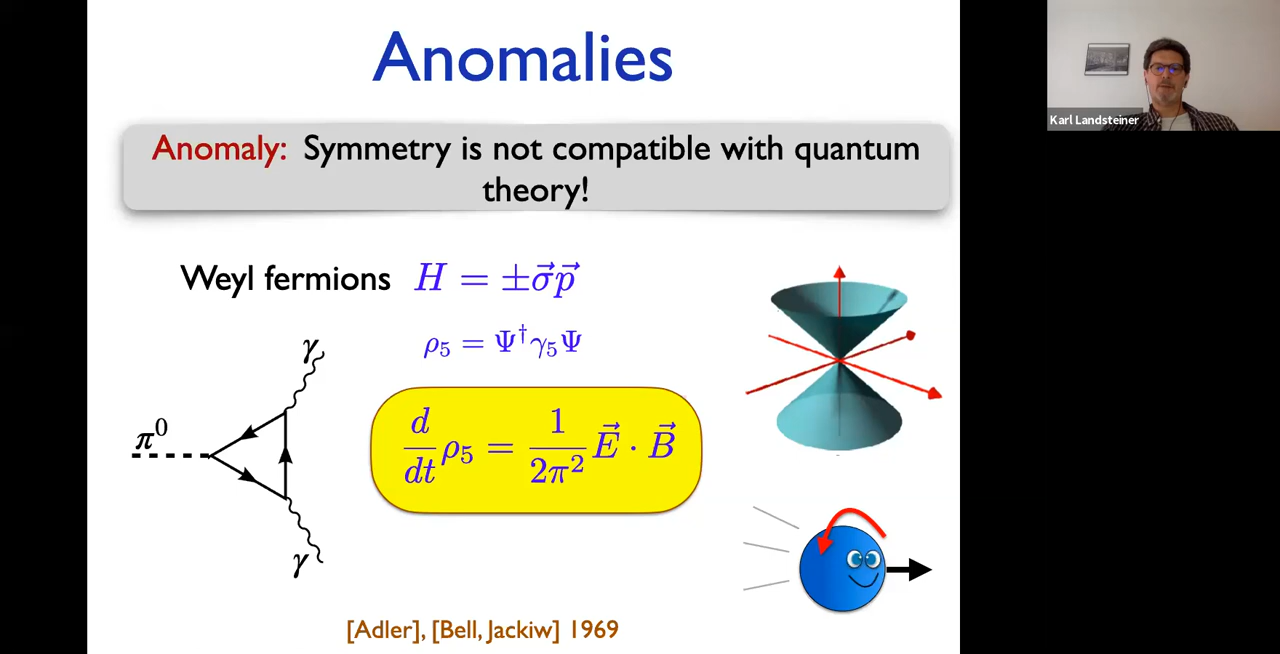 Anomalies
Anomaly: Symmetry is not compatible with quantum
theory!
Weyl fermions H = ±σ⃗p⃗
ρ₅ = Ψ†γ₅Ψ
d/dt ρ₅ = 1/2π² E⃗ · B⃗
γ
π⁰
γ
[Adler], [Bell, Jackiw] 1969
Karl Landsteiner